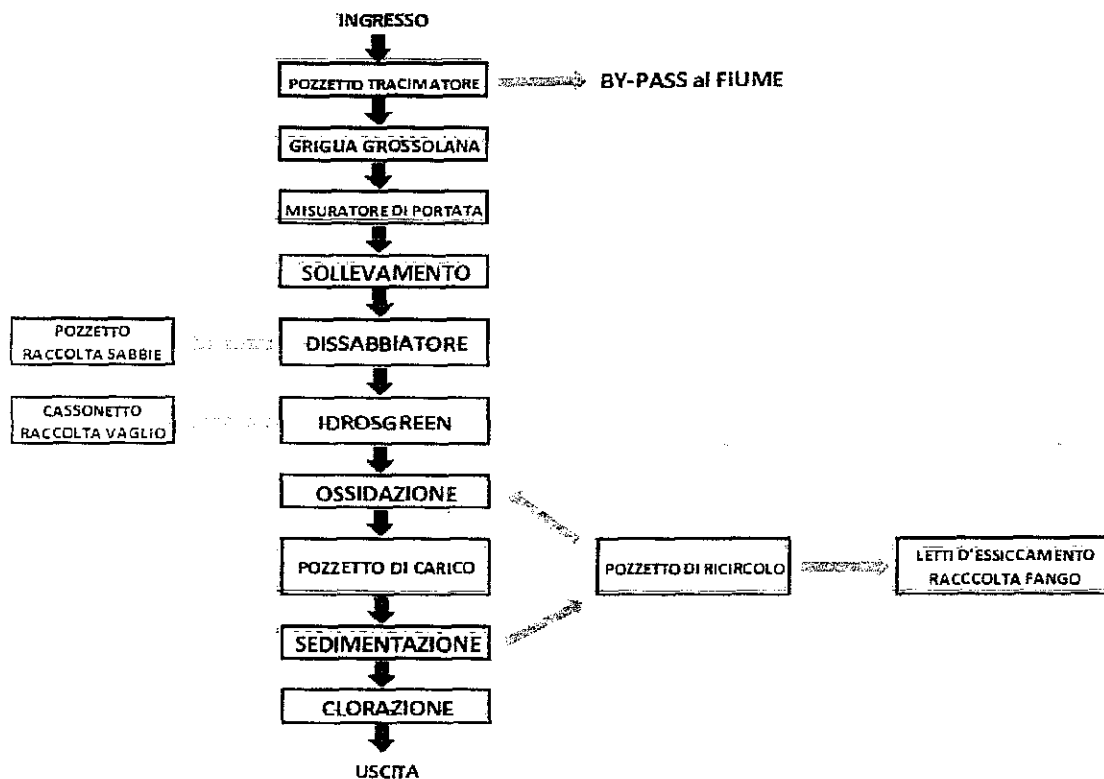 INGRESSO
POZZETTO TRACIMATORE
BY-PASS al FIUME
GRIGLIA GROSSOLANA
MISURATORE DI PORTATA
SOLLEVAMENTO
POZZETTO
RACCOLTA SABBIE
DISSABBIATORE
CASSONETTO
RACCOLTA VAGLIO
IDROSGREEN
OSSIDAZIONE
POZZETTO DI CARICO
POZZETTO DI RICIRCOLO
LETTI D'ESSICCAMENTO
RACCCOLTA FANGO
SEDIMENTAZIONE
CLORAZIONE
USCITA